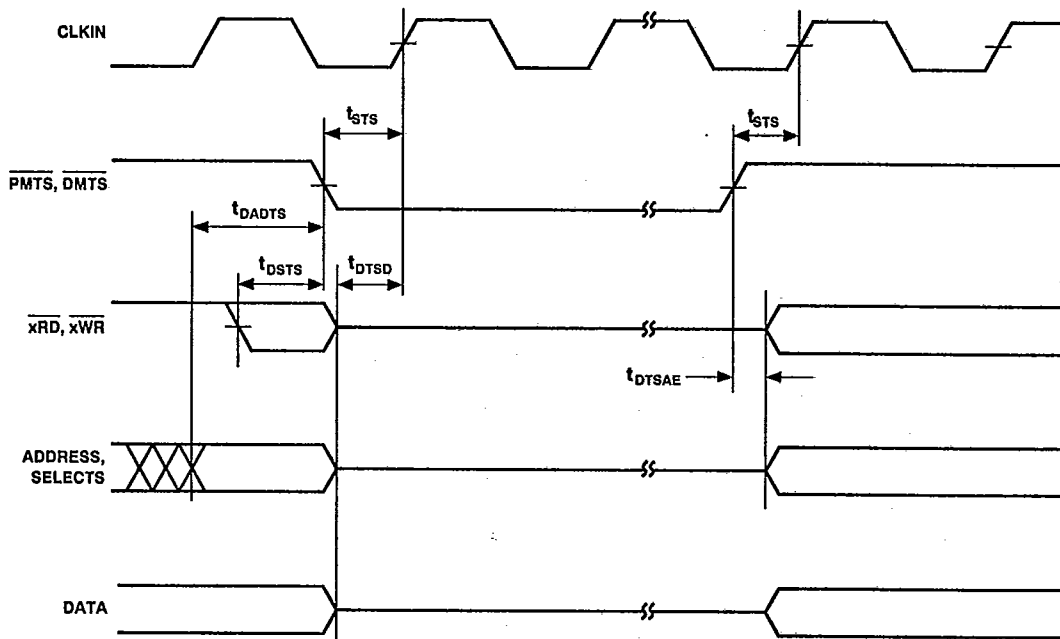 CLKIN
tSTS
tSTS
PMTS, DMTS
tDADTS
tDSTS
tDTSD
xRD, xWR
tDTSAE
ADDRESS,
SELECTS
DATA